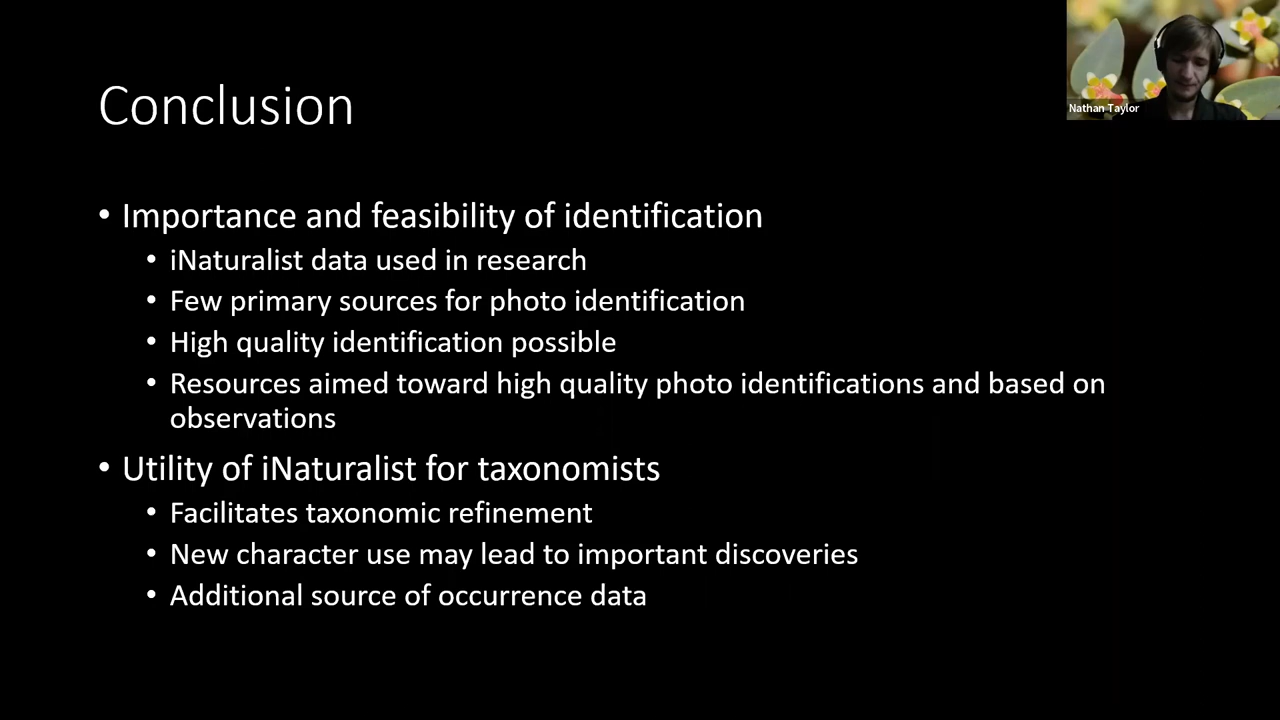 Nathan Taylor
Conclusion
• Importance and feasibility of identification
• iNaturalist data used in research
• Few primary sources for photo identification
• High quality identification possible
• Resources aimed toward high quality photo identifications and based on
observations
• Utility of iNaturalist for taxonomists
• Facilitates taxonomic refinement
• New character use may lead to important discoveries
• Additional source of occurrence data